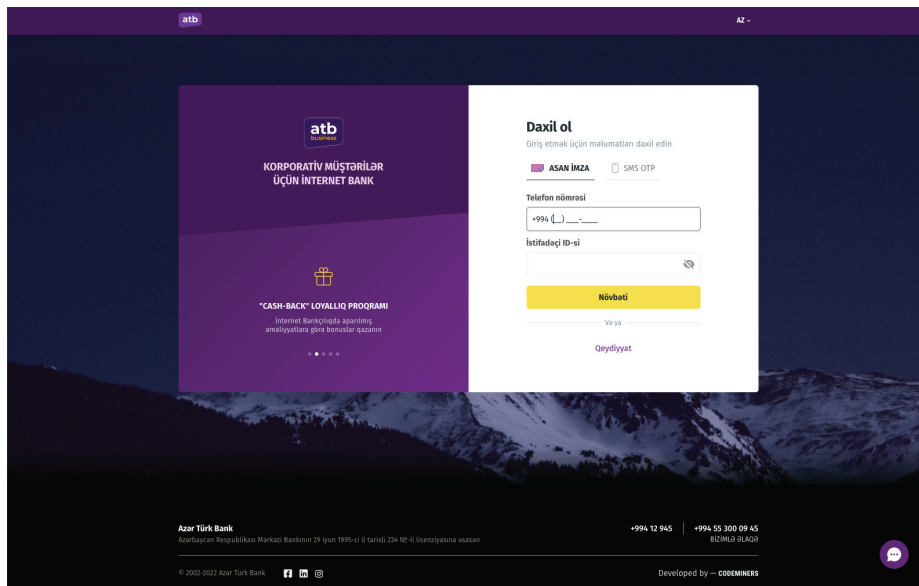 atb
AZ
atb
business
KORPORATİV MÜŞTƏRİLƏR
ÜÇÜN İNTERNET BANK
"CASH-BACK" LOYALLIQ PROQRAMI
İnternet Bankçılıqda aparılmış
əməliyyatlara görə bonuslar qazanın
Daxil ol
Giriş etmək üçün məlumatları daxil edin
ASAN İMZA
SMS OTP
Telefon nömrəsi
+994 (__) ___-____
İstifadəçi ID-si
Növbəti
Və ya
Qeydiyyat
Azər Türk Bank
Azərbaycan Respublikası Mərkəzi Bankının 29 iyun 1995-ci il tarixli 234 №-li lisenziyasına əsasən
+994 12 945
+994 55 300 09 45
BİZİMLƏ ƏLAQƏ
© 2002-2022 Azər Türk Bank
Developed by — CODEMINERS